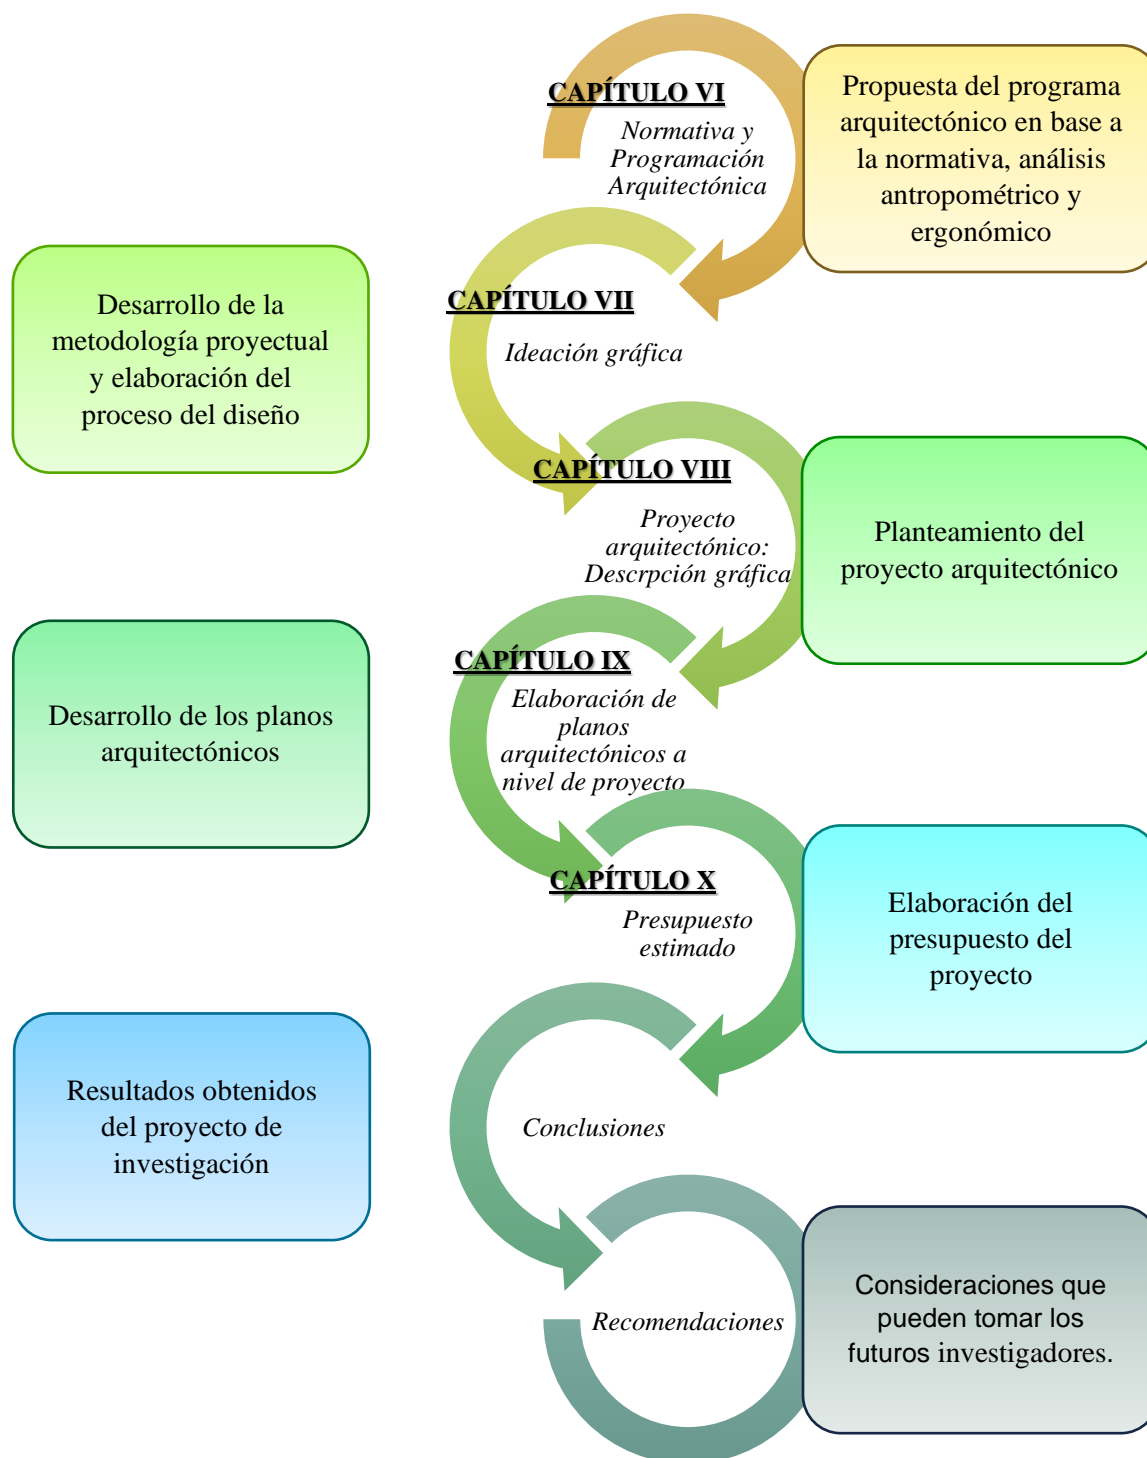 CAPÍTULO VI
Normativa y
Programación
Arquitectónica
Propuesta del programa
arquitectónico en base a
la normativa, análisis
antropométrico y
ergonómico
CAPÍTULO VII
Ideación gráfica
Desarrollo de la
metodología proyectual
y elaboración del
proceso del diseño
CAPÍTULO VIII
Proyecto
arquitectónico:
Descrpción gráfica
Planteamiento del
proyecto arquitectónico
CAPÍTULO IX
Elaboración de
planos
arquitectónicos a
nivel de proyecto
Desarrollo de los planos
arquitectónicos
CAPÍTULO X
Presupuesto
estimado
Elaboración del
presupuesto del
proyecto
Conclusiones
Resultados obtenidos
del proyecto de
investigación
Recomendaciones
Consideraciones que
pueden tomar los
futuros investigadores.